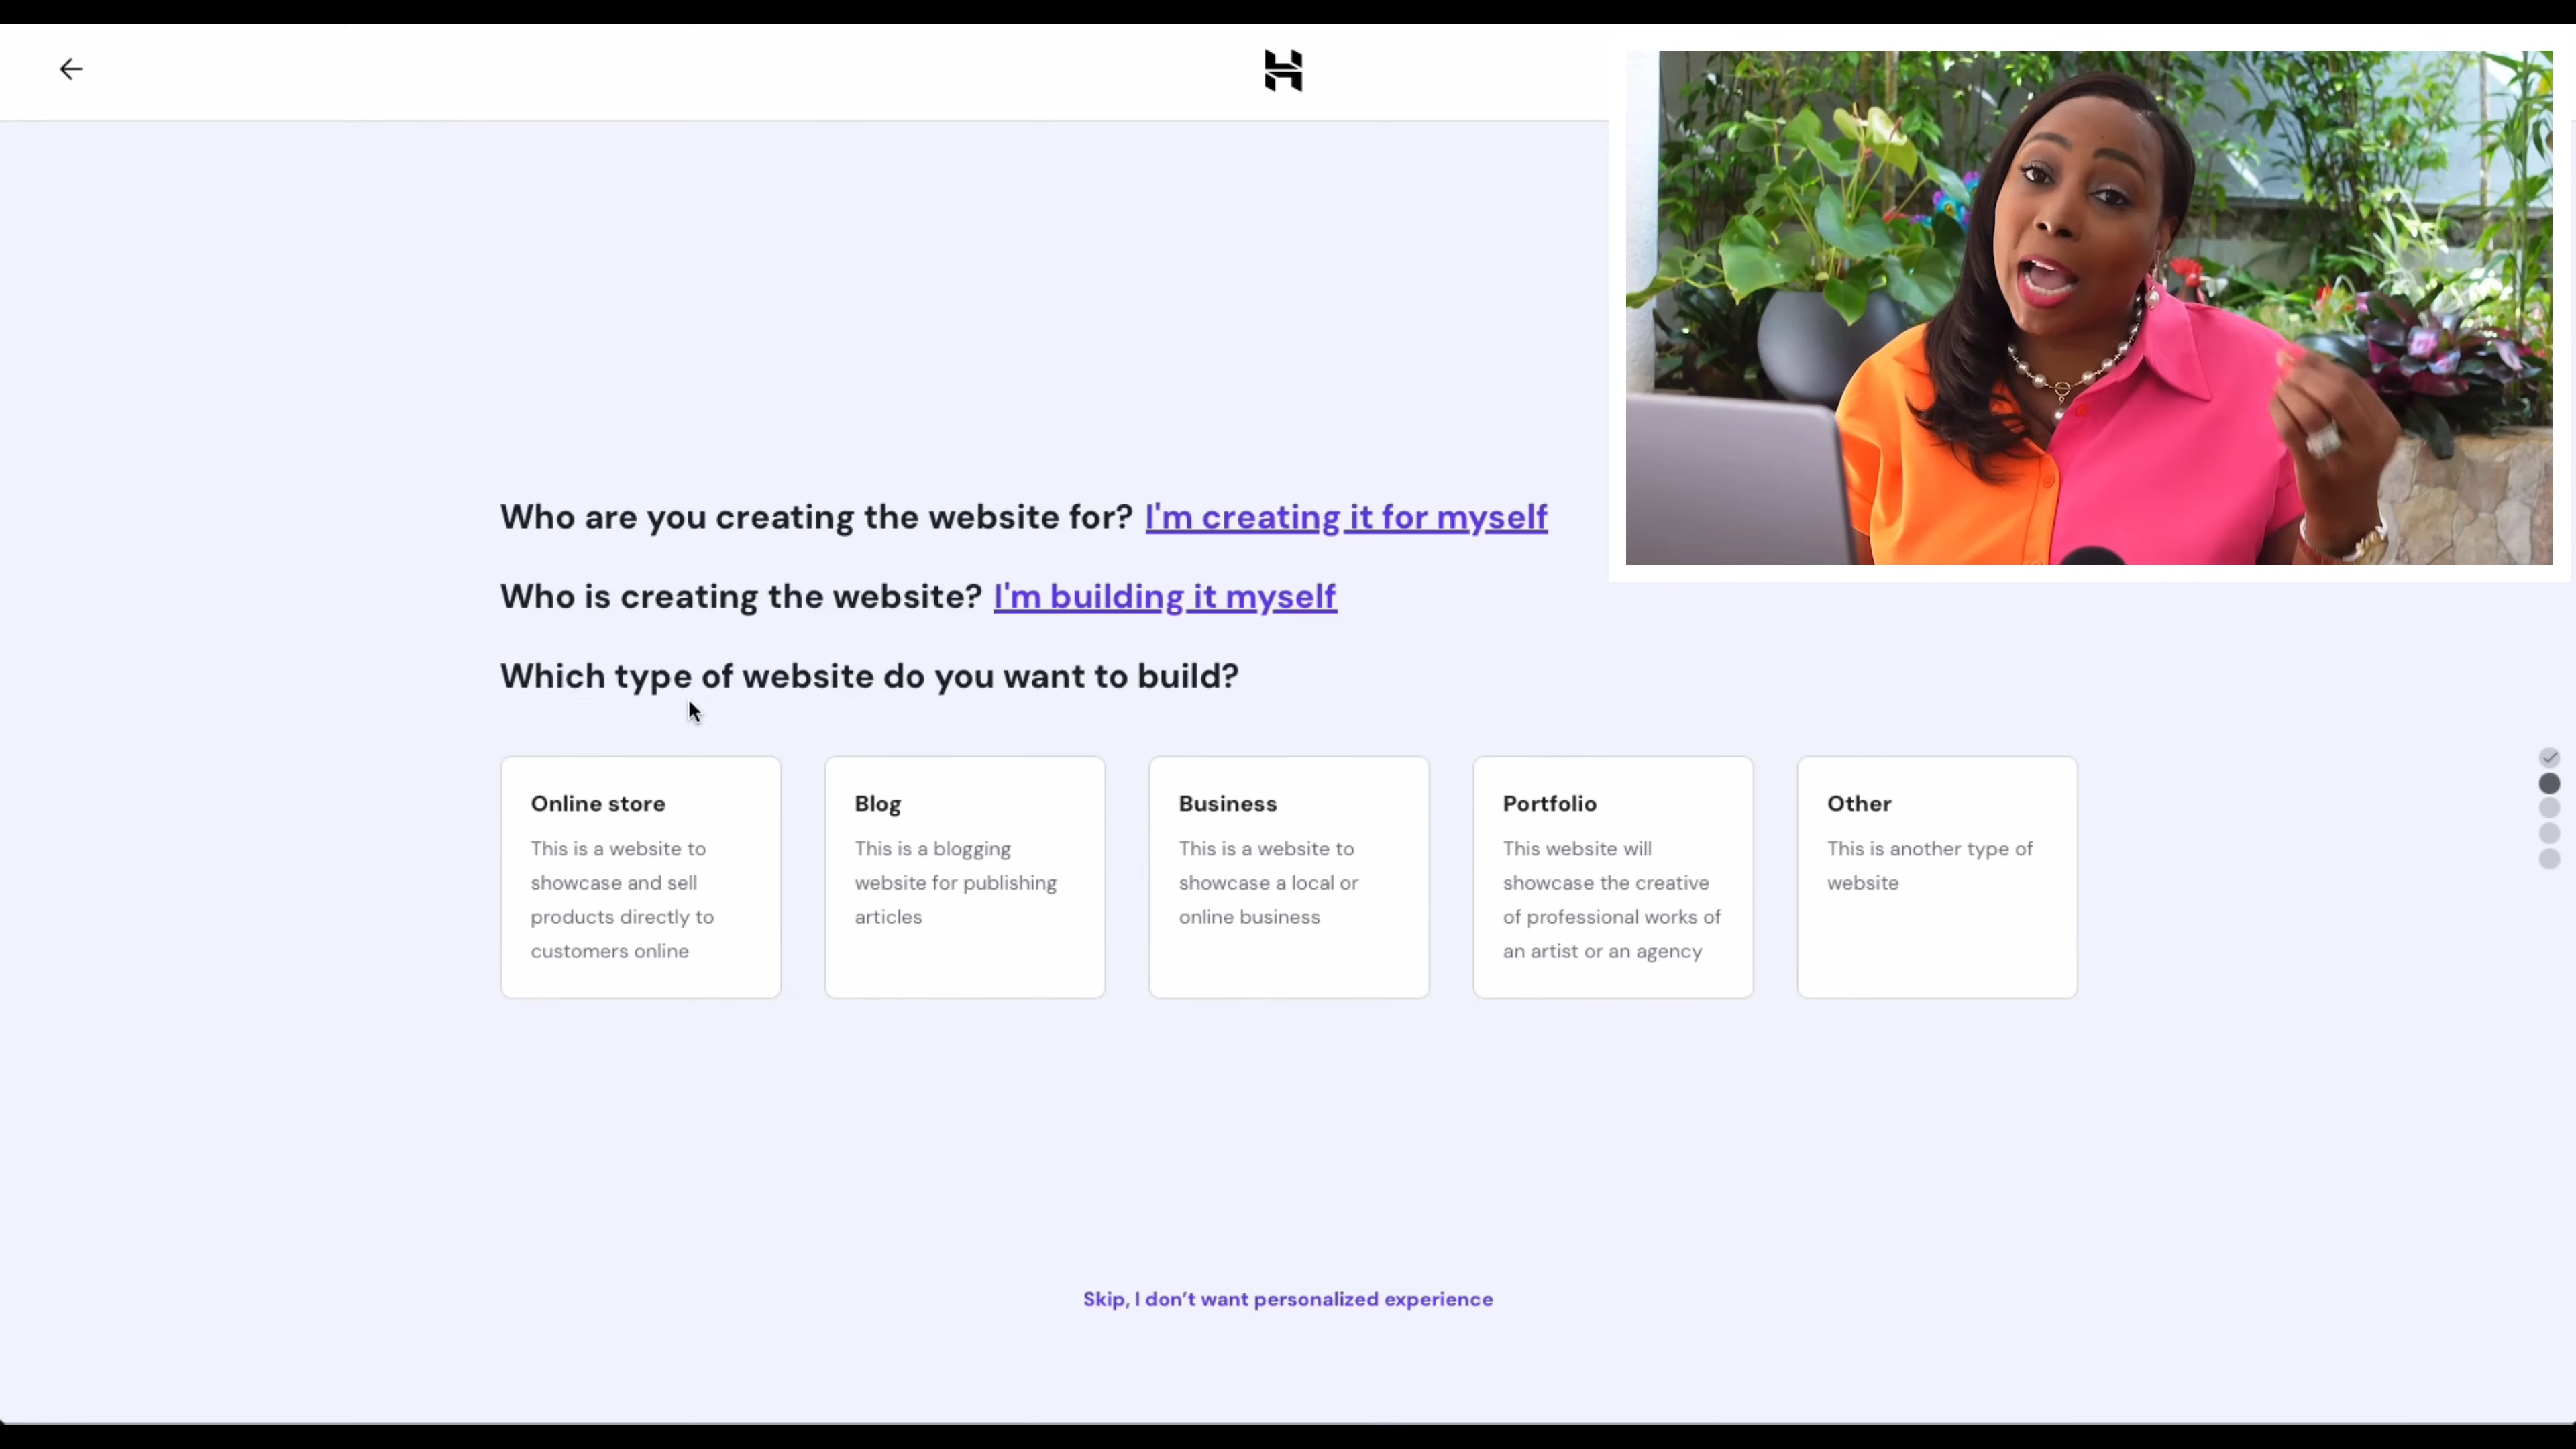 Who are you creating the website for? I'm creating it for myself
Who is creating the website? I'm building it myself
Which type of website do you want to build?
Online store
This is a website to
showcase and sell
products directly to
customers online
Blog
This is a blogging
website for publishing
articles
Business
This is a website to
showcase a local or
online business
Portfolio
This website will
showcase the creative
of professional works of
an artist or an agency
Other
This is another type of
website
Skip, I don’t want personalized experience